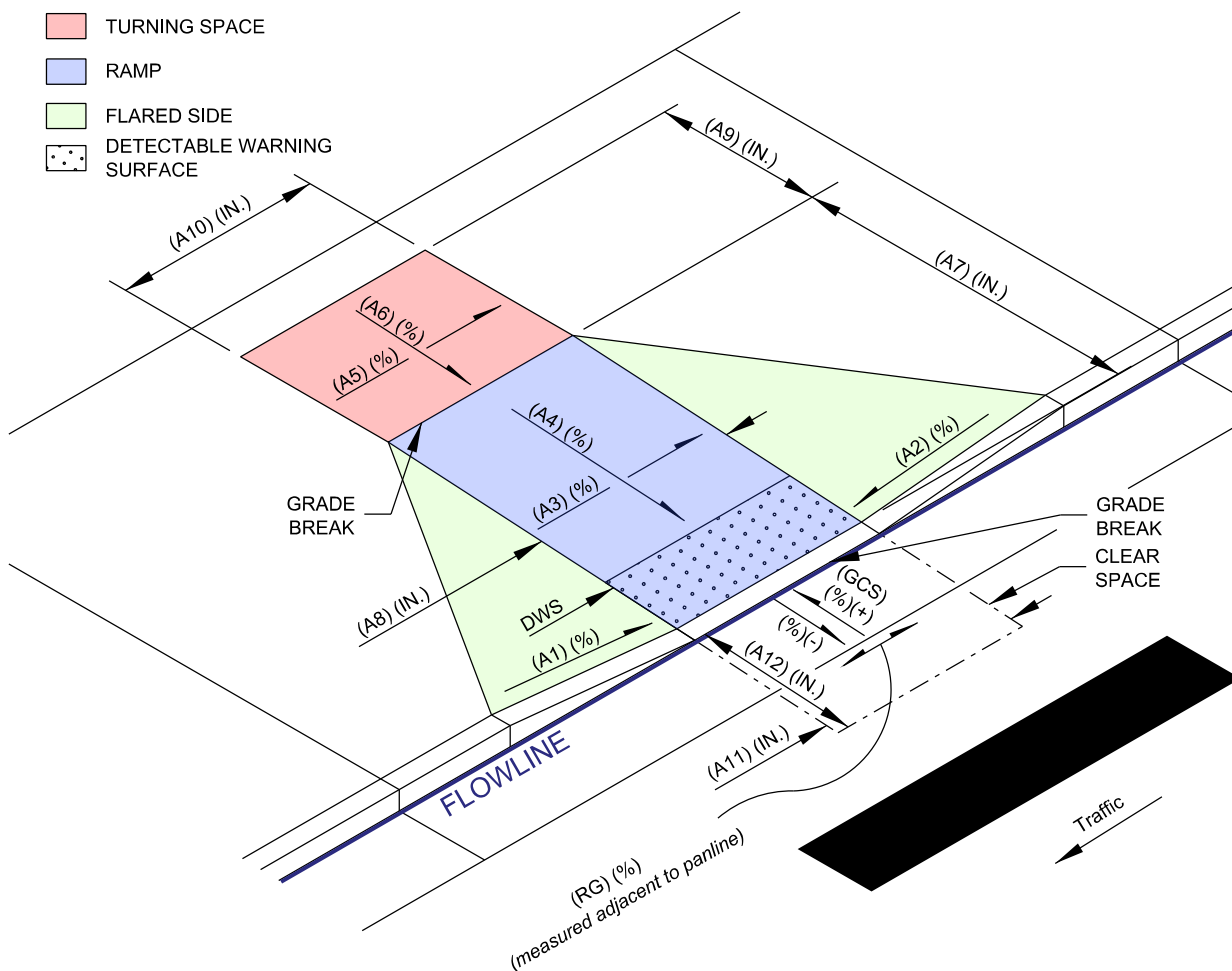 TURNING SPACE
RAMP
FLARED SIDE
DETECTABLE WARNING
SURFACE
(A9) (IN.)
(A10) (IN.)
(A7) (IN.)
(A6) (%)
(A5) (%)
(A4) (%)
(A2) (%)
(A3) (%)
GRADE
BREAK
GRADE
BREAK
CLEAR
SPACE
(A8) (IN.)
DWS
(GCS)
(%)(+)
(%)(-)
(A1) (%)
(A12) (IN.)
(A11) (IN.)
FLOWLINE
Traffic
(RG) (%)
(measured adjacent to panline)